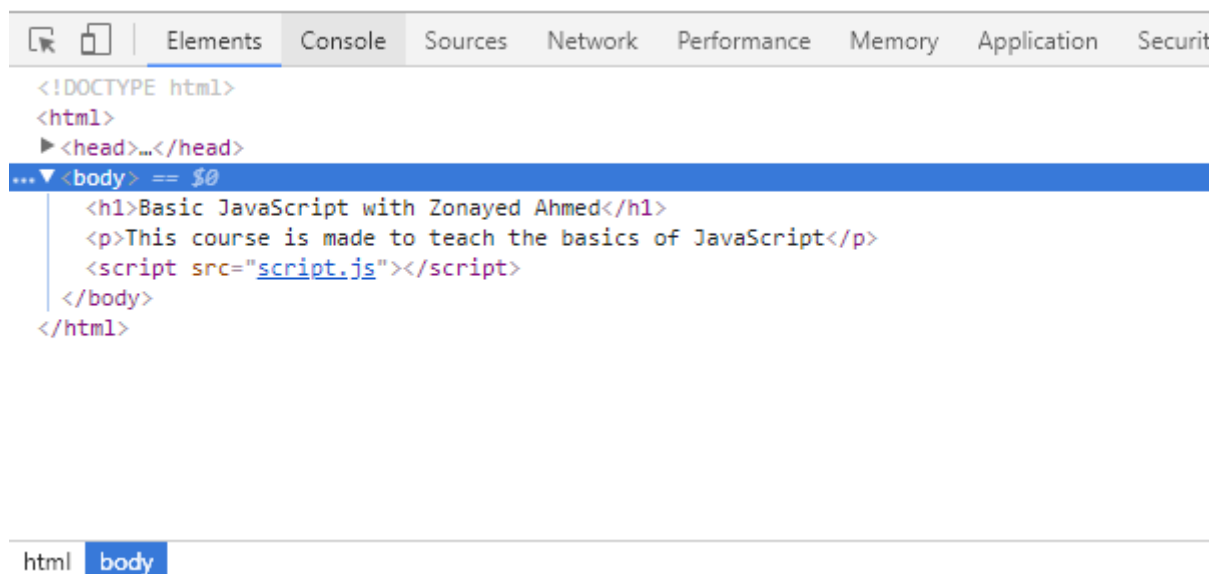 Elements Console Sources Network Performance Memory Application Securit
<!DOCTYPE html>
<html>
<head>…</head>
... <body> == $0
<h1>Basic JavaScript with Zonayed Ahmed</h1>
<p>This course is made to teach the basics of JavaScript</p>
<script src="script.js"></script>
</body>
</html>
html body